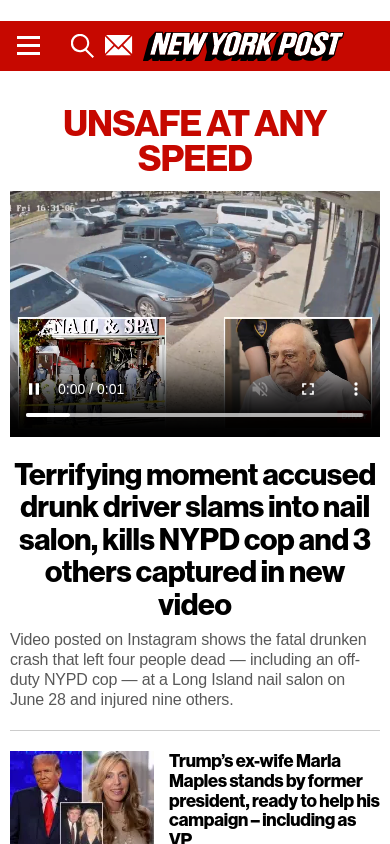 NEW YORK POST
UNSAFE AT ANY
SPEED
Fri 16:31:06
NAIL & SPA
0:00 / 0:01
Terrifying moment accused
drunk driver slams into nail
salon, kills NYPD cop and 3
others captured in new
video
Video posted on Instagram shows the fatal drunken
crash that left four people dead — including an off-
duty NYPD cop — at a Long Island nail salon on
June 28 and injured nine others.
Trump’s ex-wife Marla
Maples stands by former
president, ready to help his
campaign – including as
VP